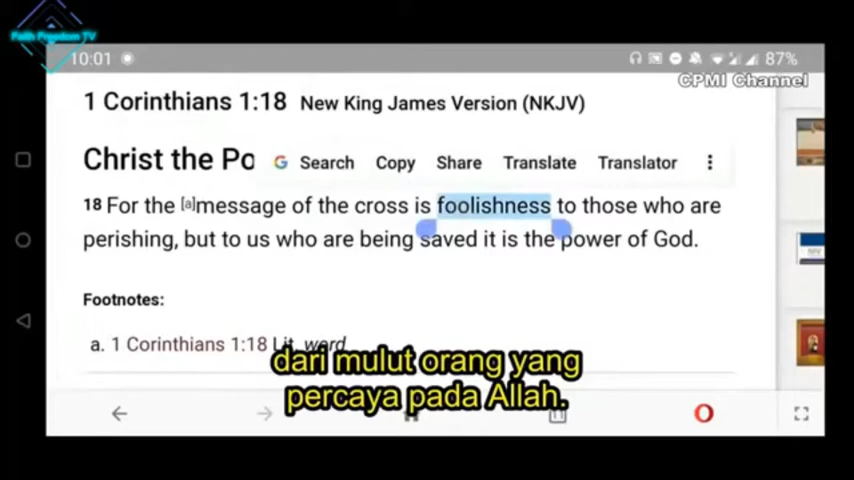 Faith Freedom TV
10:01
87%
CPMI Channel
1 Corinthians 1:18 New King James Version (NKJV)
Christ the Po
G Search Copy Share Translate Translator
18 For the [a]message of the cross is foolishness to those who are
perishing, but to us who are being saved it is the power of God.
Footnotes:
a. 1 Corinthians 1:18 Lit. word
dari mulut orang yang
percaya pada Allah.